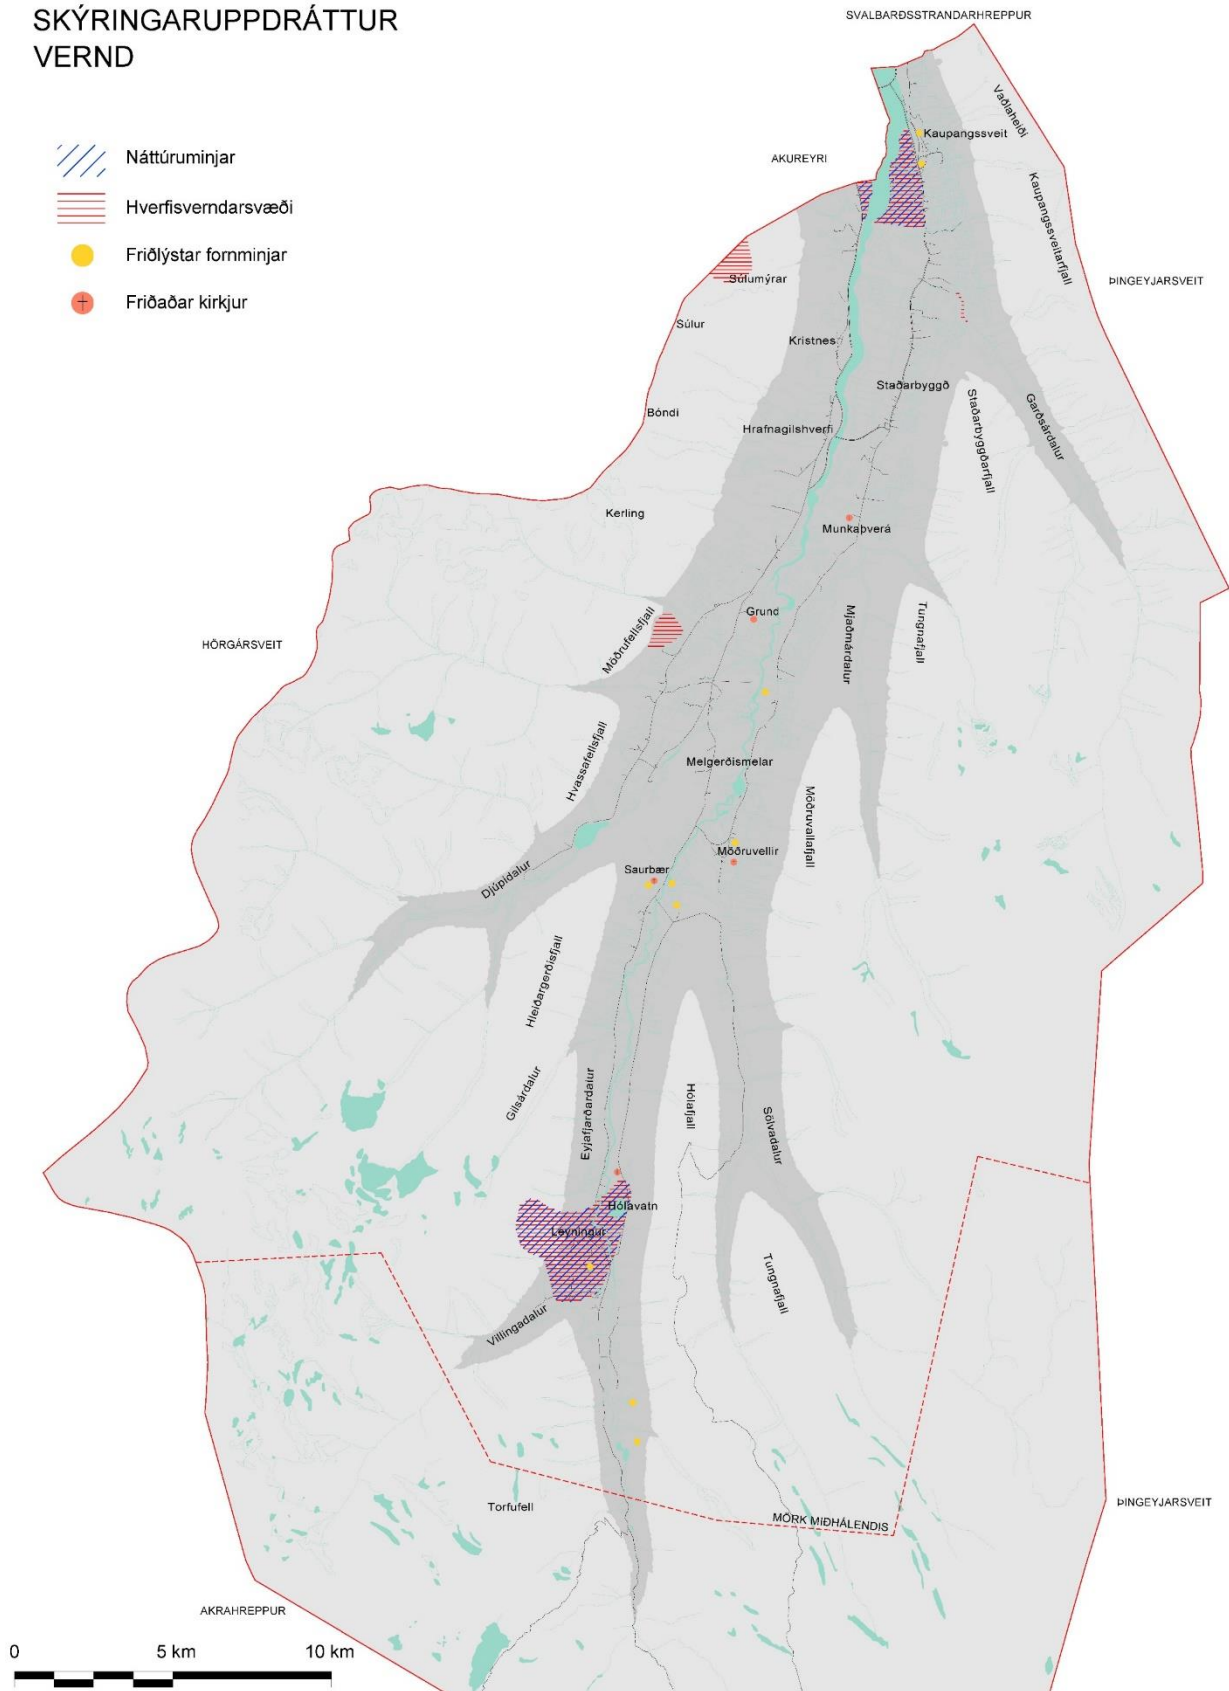 SKÝRINGARUPPDRÁTTUR
VERND
SVALBARÐSSTRANDARHREPPUR
Náttúruminjar
Hverfisverndarsvæði
Friðlýstar fornminjar
Friðaðar kirkjur
Vaðlaheiði
Kaupangssveit
AKUREYRI
Kaupangssveitarfjall
ÞINGEYJARSVEIT
Súlumýrar
Súlur
Kristnes
Staðarbyggð
Garðsárdalur
Staðarbyggðarfjall
Bóndi
Hrafnagilshverfi
Kerling
Munkaþverá
Grund
Mjaðmárdalur
Tungnafjall
Möðrufellsfjall
HÖRGÁRSVEIT
Hvassafellsfjall
Melgerðismelar
Möðruvallafjall
Möðruvellir
Saurbær
Djúpidalur
Hleiðargerðisfjall
Gilsárdalur
Eyjafjarðardalur
Hólafjall
Sölvadalur
Hólavatn
Leyningur
Tungnafjall
Villingadalur
Torfufell
MÖRK MIÐHÁLENDIS
ÞINGEYJARSVEIT
AKRAHREPPUR
0 5 km 10 km